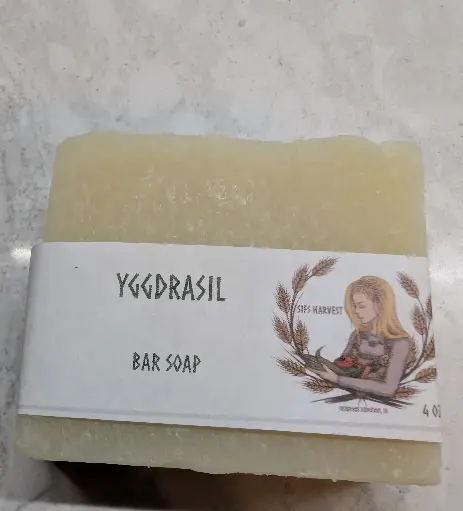 YGGDRASIL
SIFS HARVEST
BAR SOAP
4 OZ